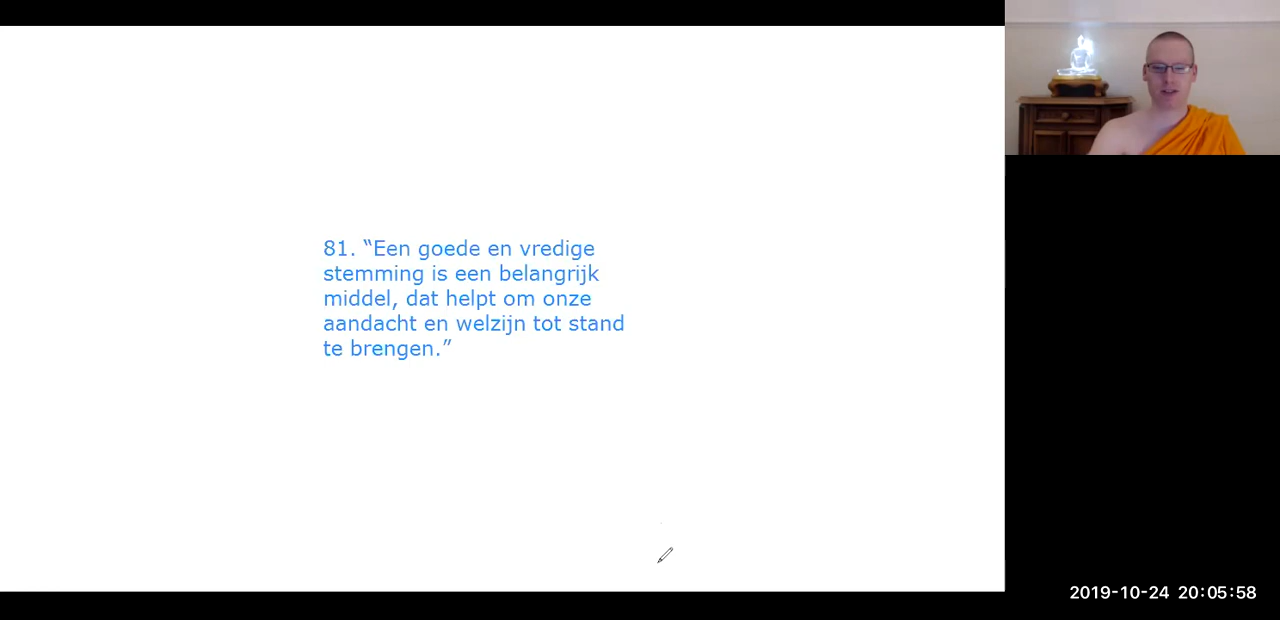 81. “Een goede en vredige
stemming is een belangrijk
middel, dat helpt om onze
aandacht en welzijn tot stand
te brengen.”
2019-10-24 20:05:58